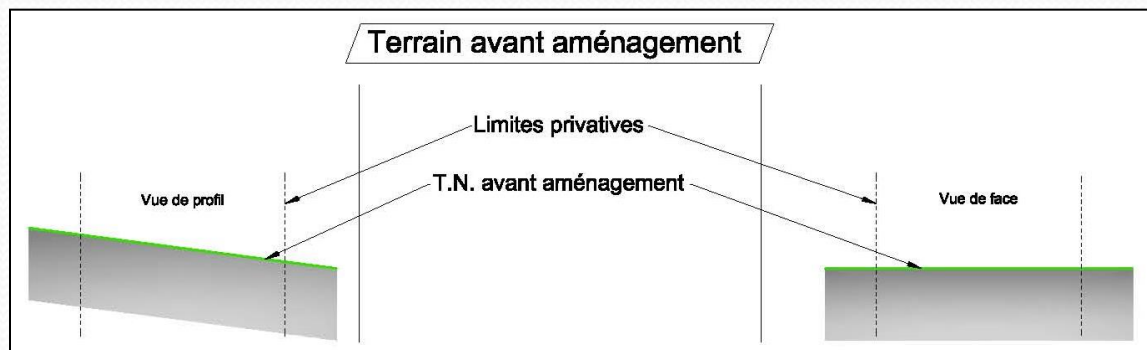 Terrain avant aménagement
Limites privatives
T.N. avant aménagement
Vue de profil
Vue de face